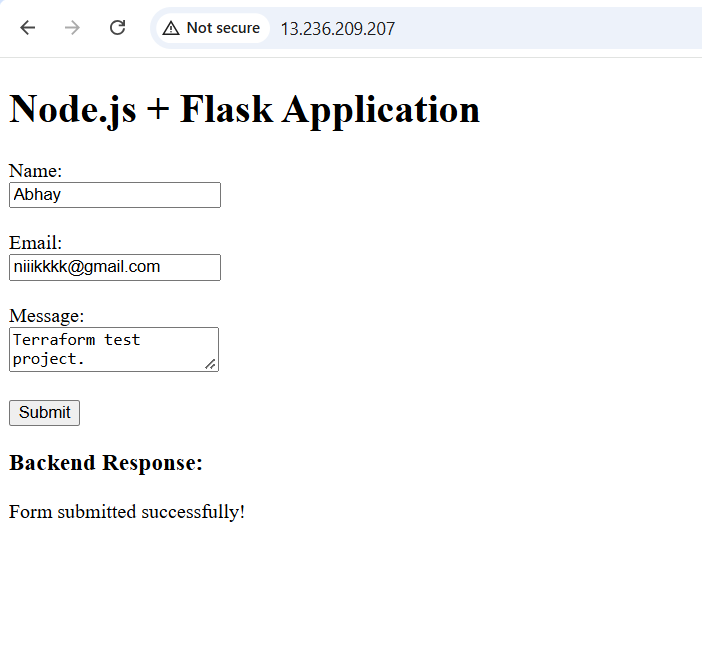 Not secure 13.236.209.207
Node.js + Flask Application
Name:
Abhay
Email:
niiikkkk@gmail.com
Message:
Terraform test
project.
Submit
Backend Response:
Form submitted successfully!